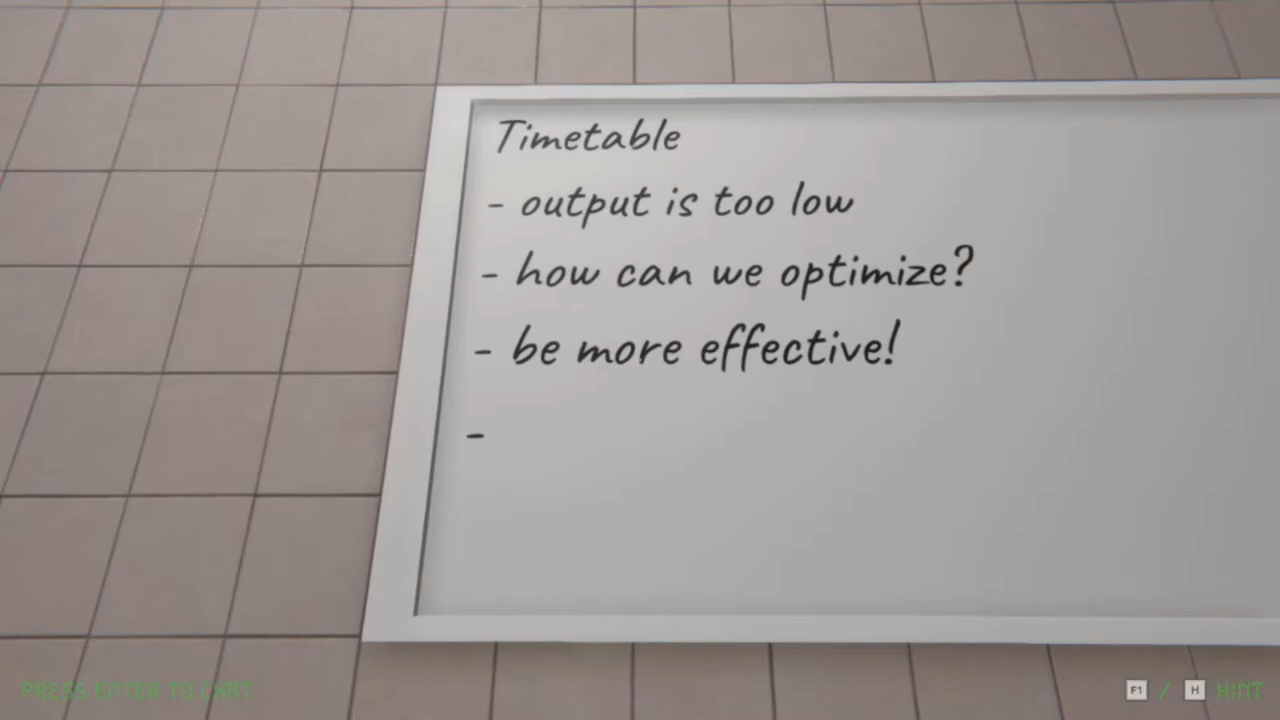 Timetable
- output is too low
- how can we optimize?
- be more effective!
-
PRESS ENTER TO CHAT
F1 / H HINT